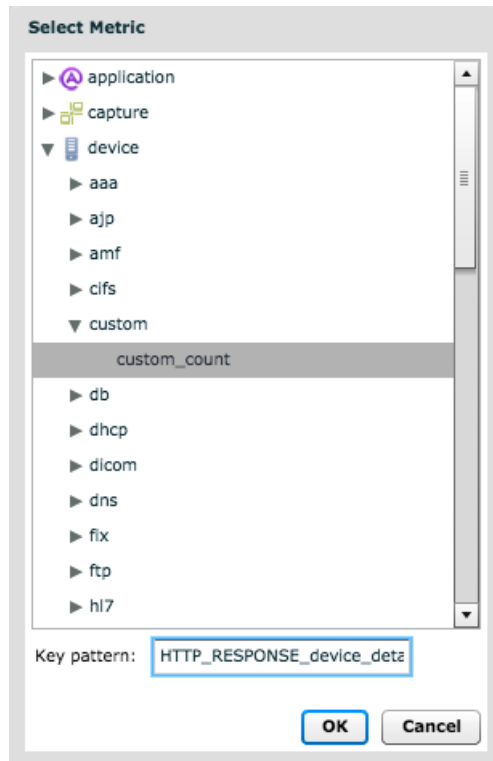 Select Metric
application
capture
device
aaa
ajp
amf
cifs
custom
custom_count
db
dhcp
dicom
dns
fix
ftp
hl7
Key pattern: HTTP_RESPONSE_device_deta
OK Cancel